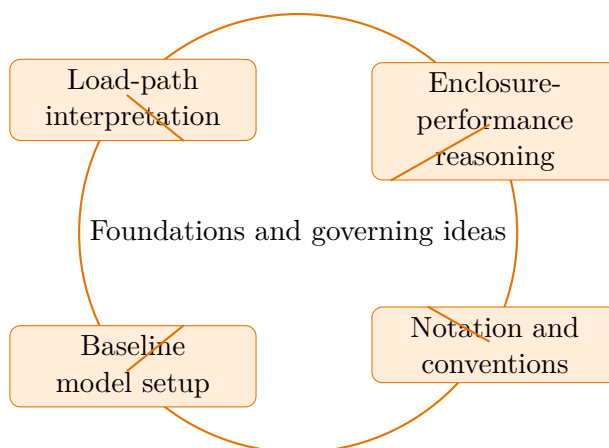 Load-path
interpretation
Enclosure-
performance
reasoning
Foundations and governing ideas
Baseline
model setup
Notation and
conventions